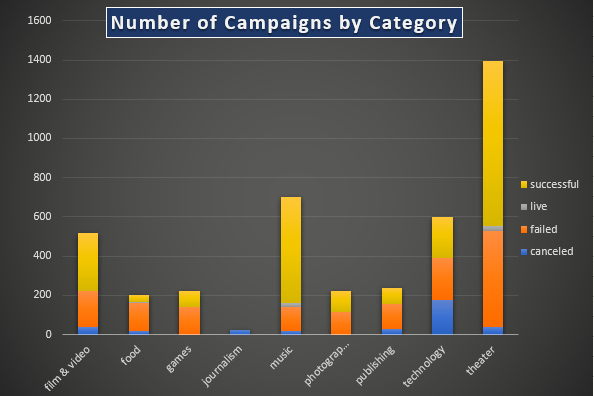 Number of Campaigns by Category
1600
1400
1200
1000
800
600
400
200
0
film & video
food
games
journalism
music
photograp...
publishing
technology
theater
successful
live
failed
canceled